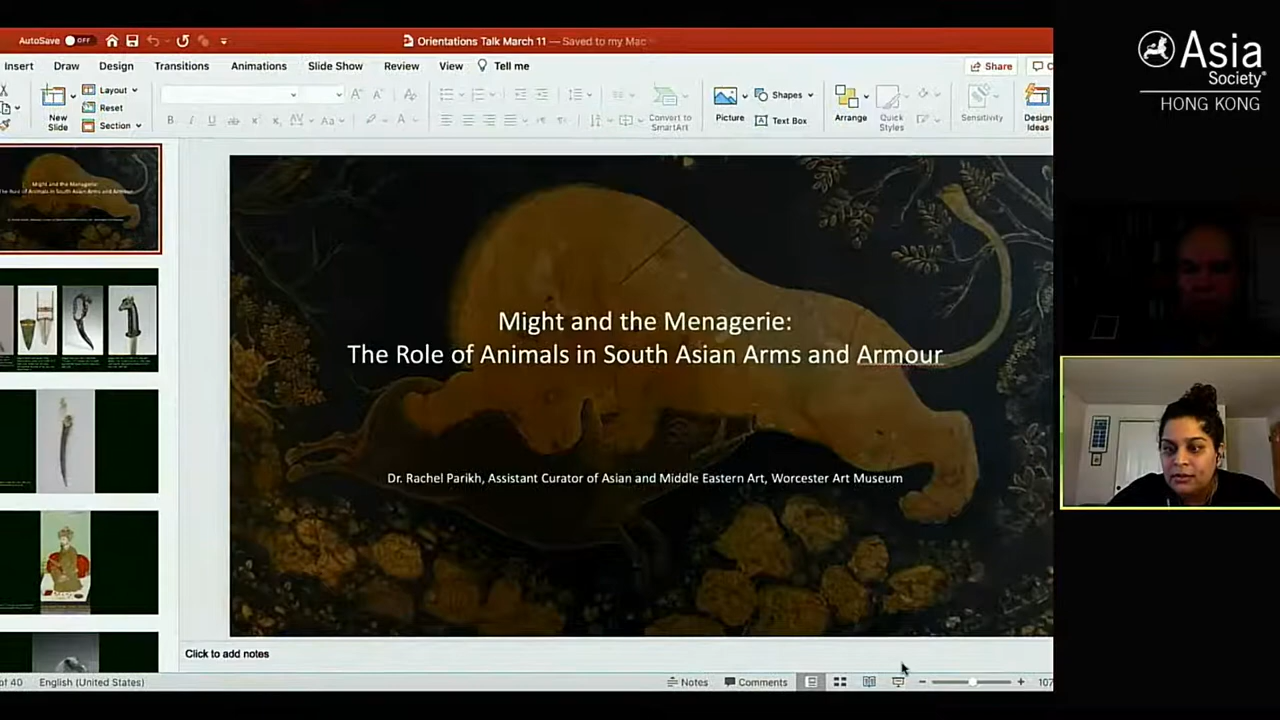 AutoSave OFF
Orientations Talk March 11 — Saved to my Mac
Insert Draw Design Transitions Animations Slide Show Review View Tell me
Share
New Slide
Layout
Reset
Section
Convert to SmartArt
Picture
Shapes
Text Box
Arrange
Quick Styles
Sensitivity
Design Ideas
Might and the Menagerie:
The Role of Animals in South Asian Arms and Armour
Dr. Rachel Parikh, Assistant Curator of Asian and Middle Eastern Art, Worcester Art Museum
Click to add notes
of 40 English (United States)
Notes Comments
107
Asia
Society
HONG KONG